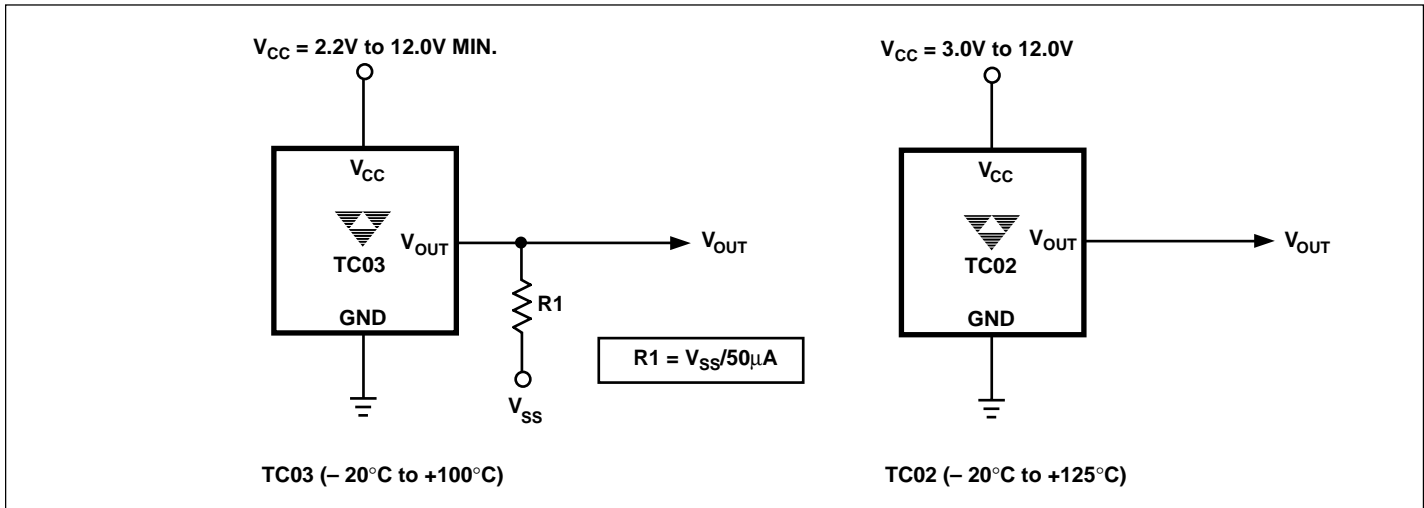 V_CC = 2.2V to 12.0V MIN.
V_CC
TC03
V_OUT
GND
V_OUT
R1
V_SS
R1 = V_SS/50μA
TC03 (– 20°C to +100°C)
V_CC = 3.0V to 12.0V
V_CC
TC02
V_OUT
GND
V_OUT
TC02 (– 20°C to +125°C)